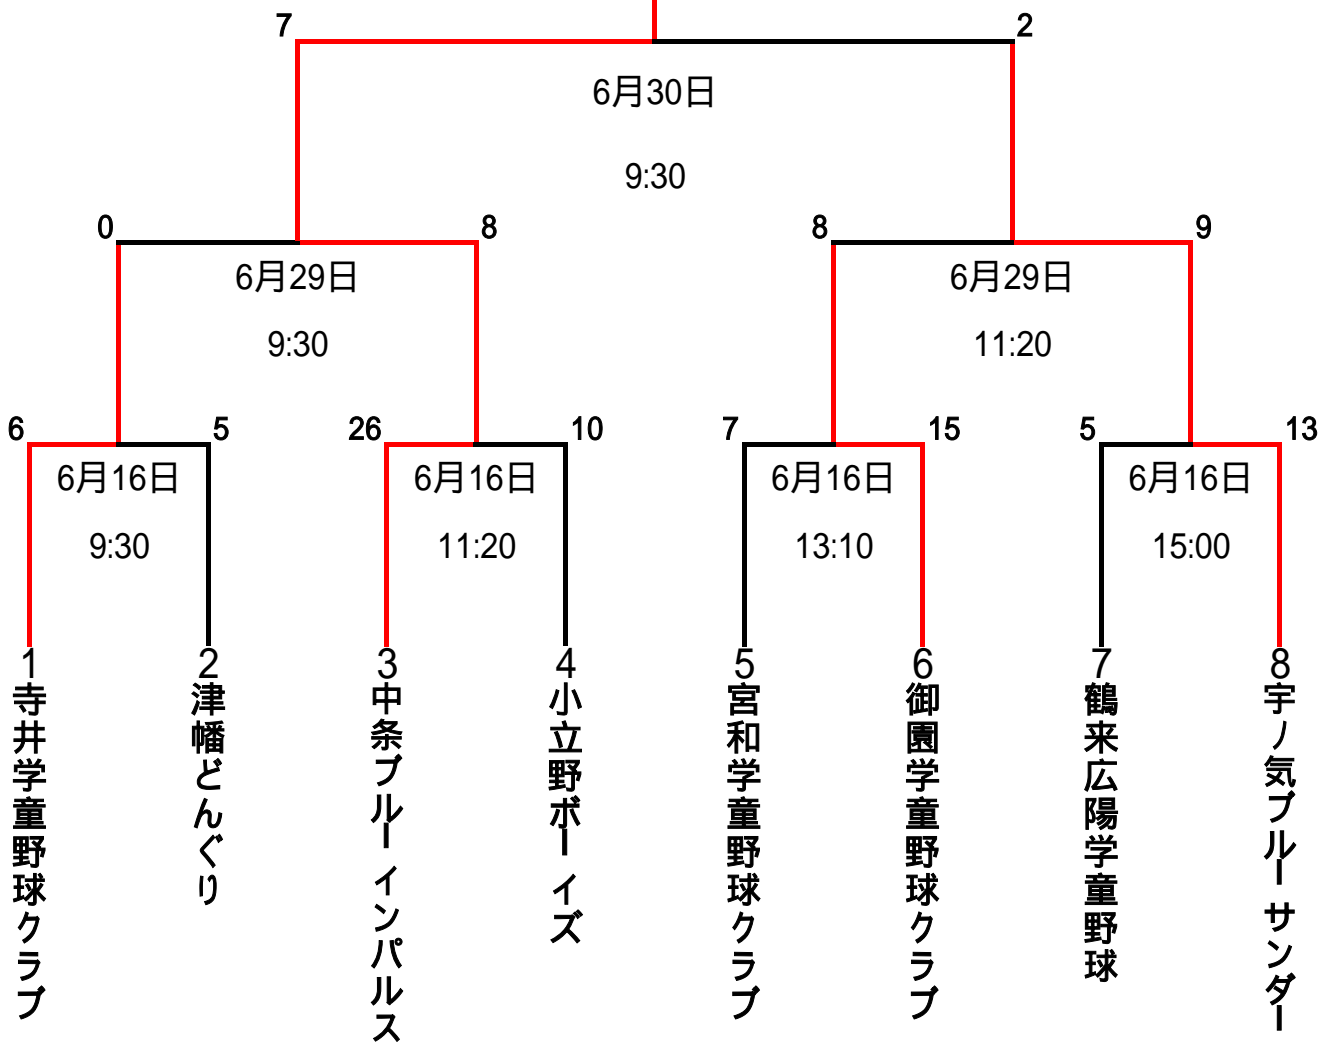 7 2
6月30日
9:30
0 8 8 9
6月29日 6月29日
9:30 11:20
6 5 26 10 7 15 5 13
6月16日 6月16日 6月16日 6月16日
9:30 11:20 13:10 15:00
1 2 3 4 5 6 7 8
寺井学童野球クラブ
津幡どんぐり
中条ブルーインパルス
小立野ボーイズ
宮和学童野球クラブ
御園学童野球クラブ
鶴来広陽学童野球
宇ノ気ブルーサンダー